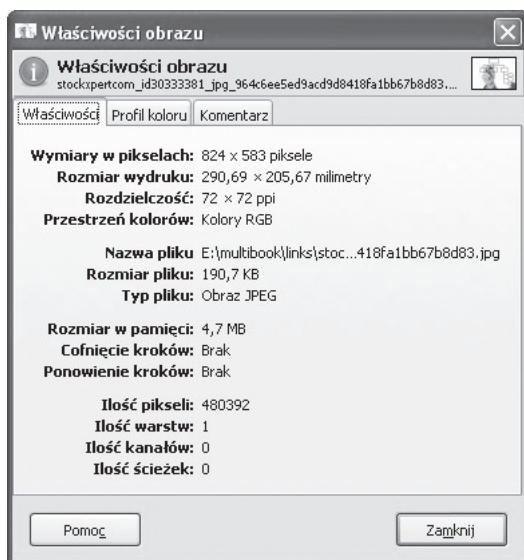 Właściwości obrazu
Właściwości obrazu
stockxpertcom_id30333381_jpg_964c6ee5ed9acd9d8418fa1bb67b8d83....
Właściwości Profil koloru Komentarz
Wymiary w pikselach: 824 × 583 piksele
Rozmiar wydruku: 290,69 × 205,67 milimetry
Rozdzielczość: 72 × 72 ppi
Przestrzeń kolorów: Kolory RGB
Nazwa pliku E:\multibook\links\stoc...418fa1bb67b8d83.jpg
Rozmiar pliku: 190,7 KB
Typ pliku: Obraz JPEG
Rozmiar w pamięci: 4,7 MB
Cofnięcie kroków: Brak
Ponowienie kroków: Brak
Ilość pikseli: 480392
Ilość warstw: 1
Ilość kanałów: 0
Ilość ścieżek: 0
Pomoc Zamknij